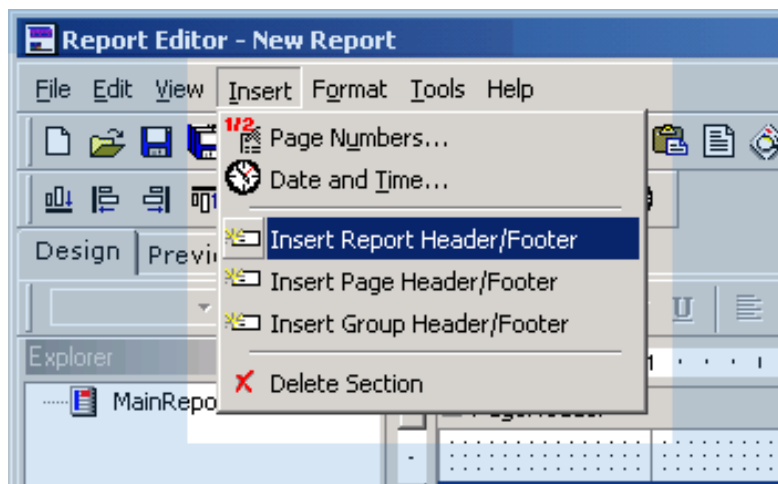 Report Editor - New Report
File Edit View Insert Format Tools Help
1/2
Page Numbers...
Date and Time...
Design
Insert Report Header/Footer
Insert Page Header/Footer
U
Insert Group Header/Footer
Explorer
1
Delete Section